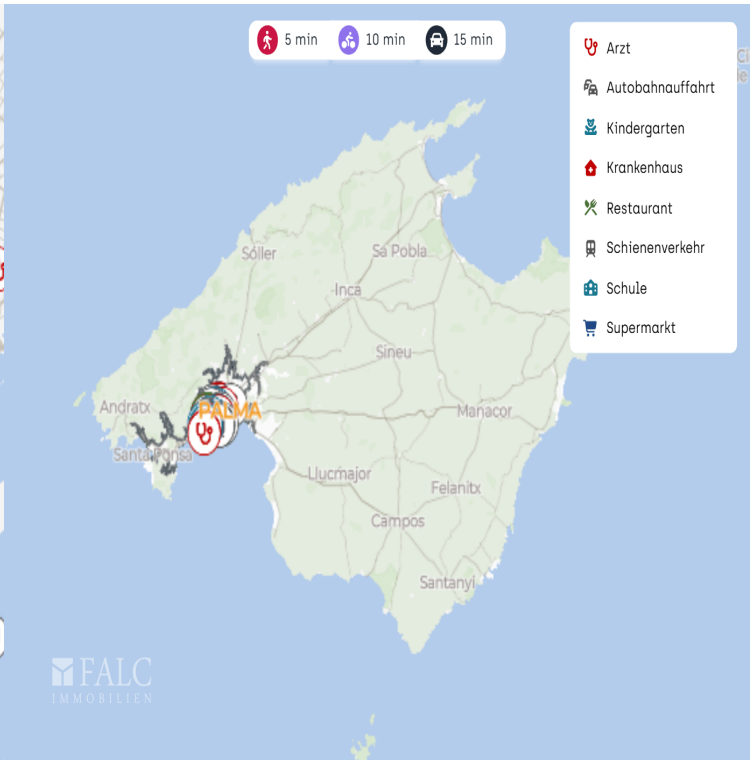 5 min
10 min
15 min
Arzt
Autobahnauffahrt
Kindergarten
Krankenhaus
Restaurant
Schienenverkehr
Schule
Supermarkt
Sóller
Sa Pobla
Inca
Sineu
Andratx
PALMA
Manacor
Santa Ponsa
Llucmajor
Felanitx
Campos
Santanyí
FALC
IMMOBILIEN